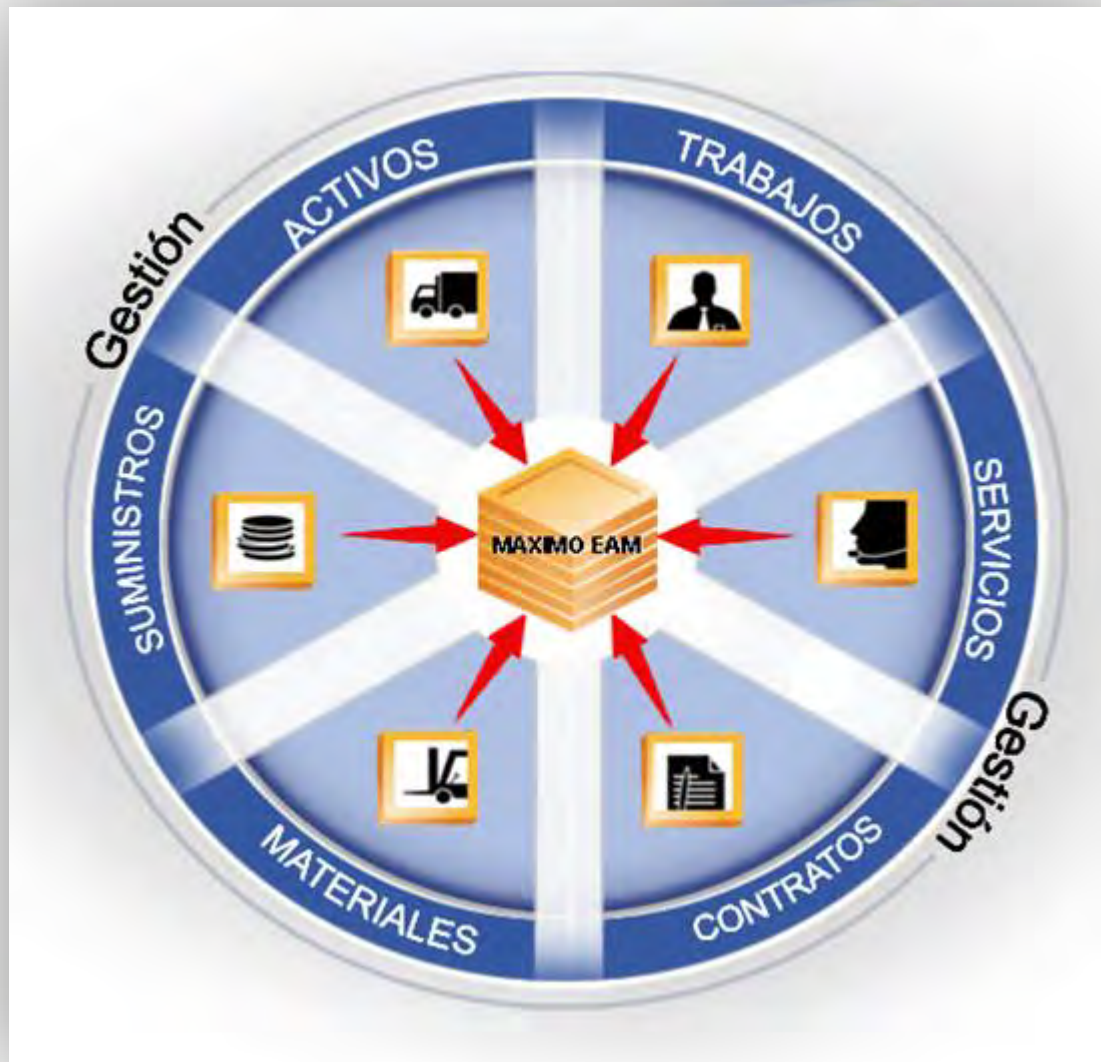 Gestión
ACTIVOS
TRABAJOS
SUMINISTROS
MAXIMO EAM
SERVICIOS
MATERIALES
CONTRATOS
Gestión